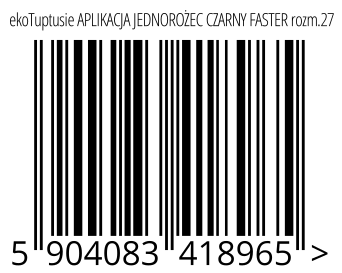 ekoTuptusie APLIKACJA JEDNOROŻEC CZARNY FASTER rozm.27
5 904083 418965 >